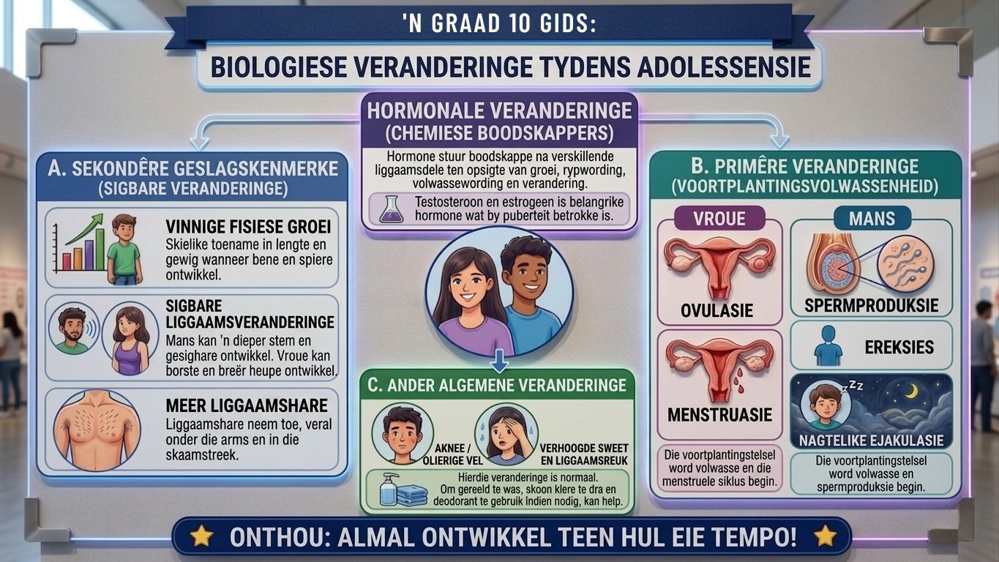 'N GRAAD 10 GIDS:
BIOLOGIESE VERANDERINGE TYDENS ADOLESSENSIE
HORMONALE VERANDERINGE
(CHEMIESE BOODSKAPPERS)
Hormone stuur boodskappe na verskillende
liggaamsdele ten opsigte van groei, rypwording,
volwassewording en verandering.
Testosteroon en estrogeen is belangrike
hormone wat by puberteit betrokke is.
A. SEKONDÊRE GESLAGSKENMERKE
(SIGBARE VERANDERINGE)
VINNIGE FISIESE GROEI
Skielike toename in lengte en
gewig wanneer bene en spiere
ontwikkel.
SIGBARE
LIGGAAMSVERANDERINGE
Mans kan 'n dieper stem en
gesighare ontwikkel. Vroue kan
borste en breër heupe ontwikkel.
MEER LIGGAAMSHARE
Liggaamshare neem toe, veral
onder die arms en in die
skaamstreek.
B. PRIMÊRE VERANDERINGE
(VOORTPLANTINGSVOLWASSENHEID)
VROUE
OVULASIE
MENSTRUASIE
Die voortplantingstelsel
word volwasse en die
menstruele siklus begin.
MANS
SPERMPRODUKSIE
EREKSIES
zZZ
NAGTELIKE EJAKULASIE
Die voortplantingstelsel
word volwasse en
spermproduksie begin.
C. ANDER ALGEMENE VERANDERINGE
AKNEE /
OLIERIGE VEL
VERHOOGDE SWEET
EN LIGGAAMSREUK
Hierdie veranderinge is normaal.
Om gereeld te was, skoon klere te dra en
deodorant te gebruik Indien nodig, kan help.
ONTHOU: ALMAL ONTWIKKEL TEEN HUL EIE TEMPO!